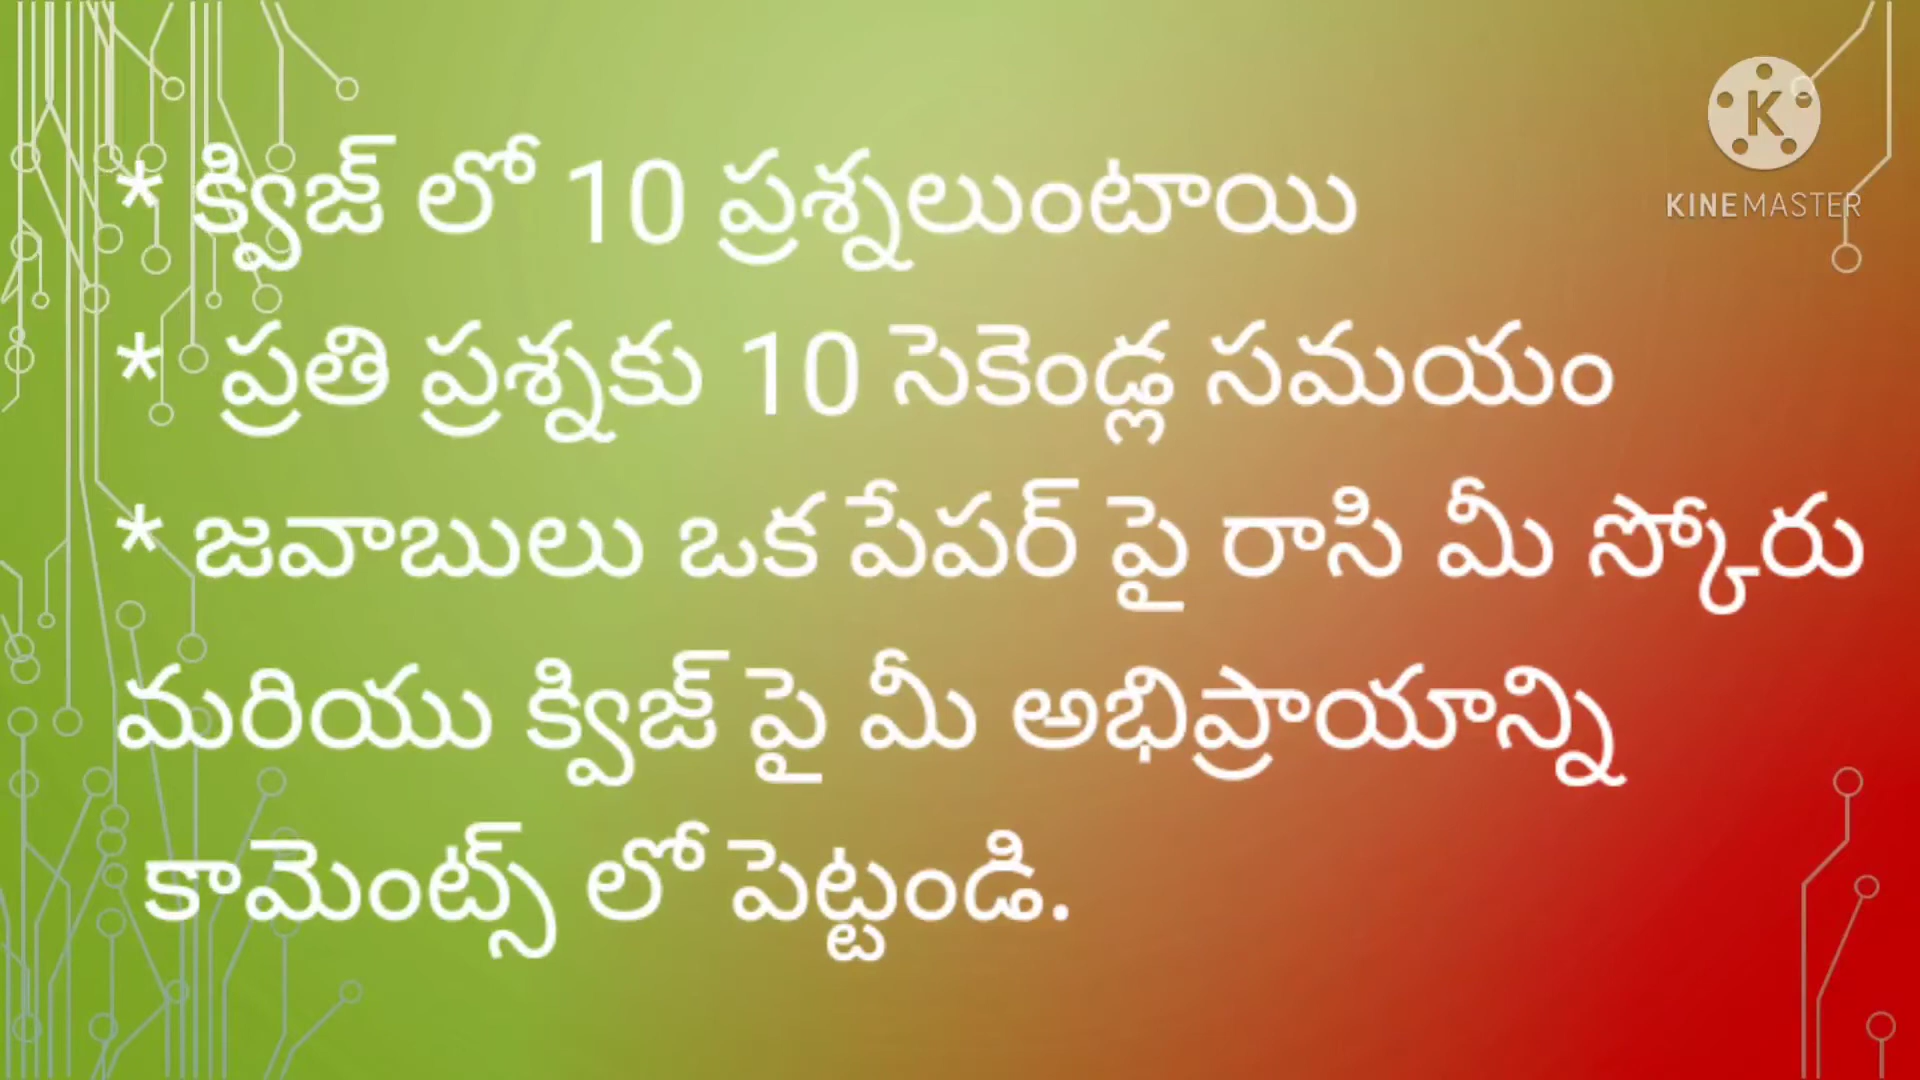 * క్విజ్ లో 10 ప్రశ్నలుంటాయి
* ప్రతి ప్రశ్నకు 10 సెకెండ్ల సమయం
* జవాబులు ఒక పేపర్ పై రాసి మీ స్కోరు
మరియు క్విజ్ పై మీ అభిప్రాయాన్ని
కామెంట్స్ లో పెట్టండి.
K
KINEMASTER